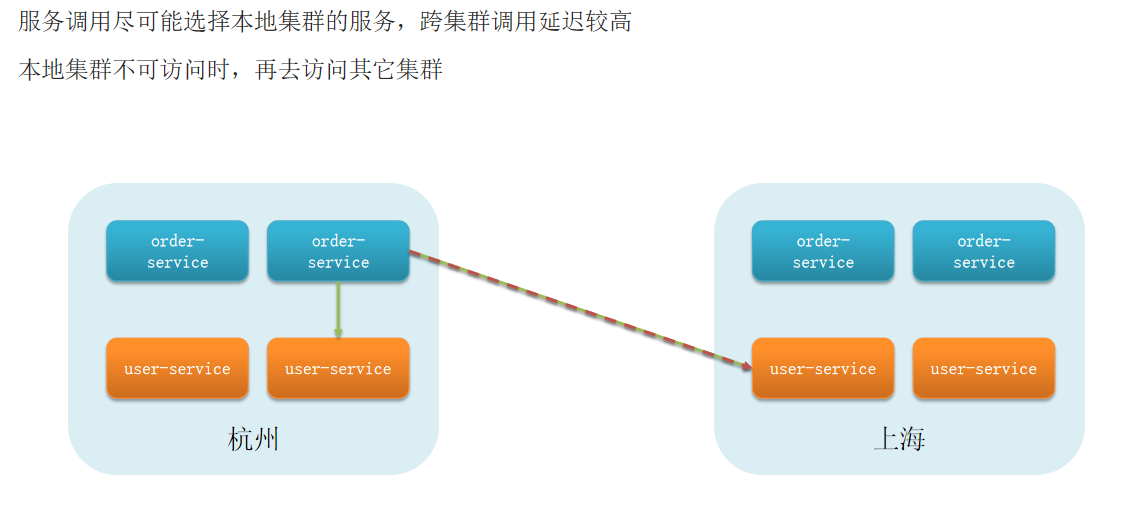 服务调用尽可能选择本地集群的服务，跨集群调用延迟较高
本地集群不可访问时，再去访问其它集群
order-
service
order-
service
order-
service
order-
service
user-service
user-service
user-service
user-service
杭州
上海